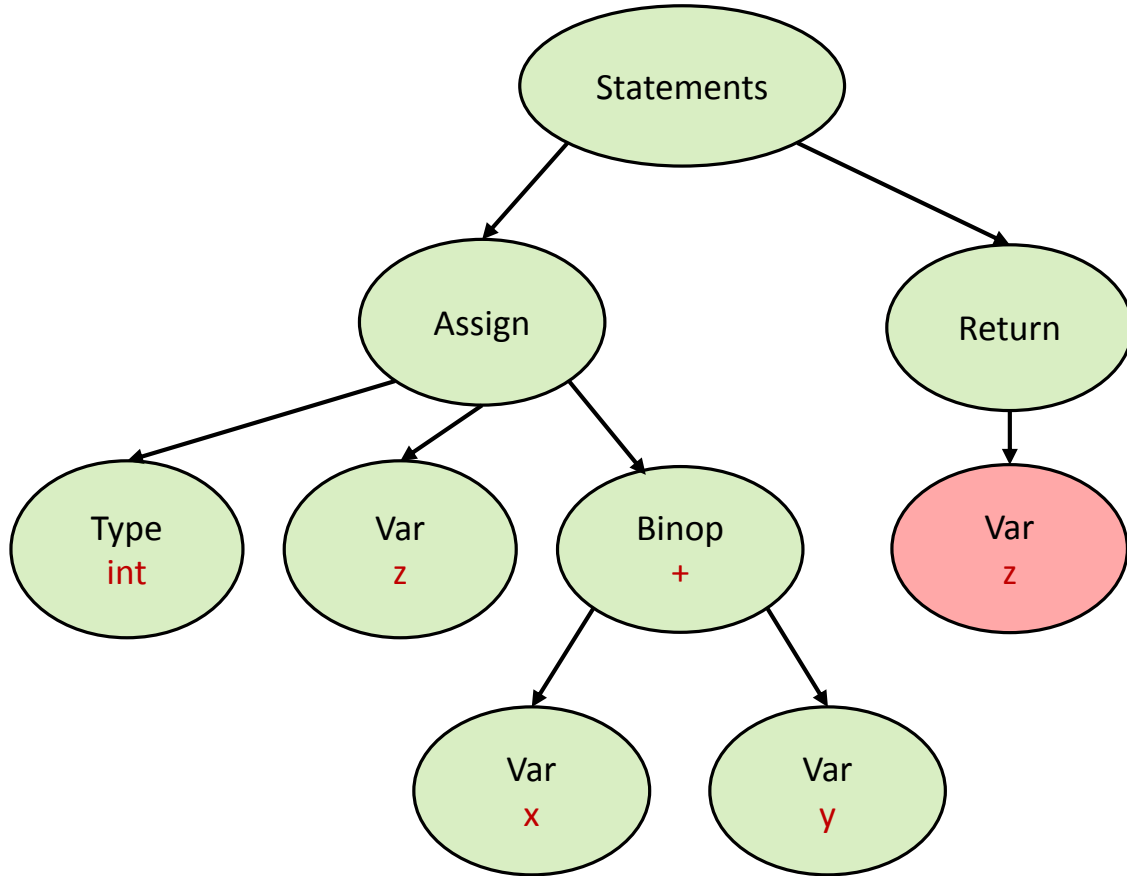 Statements
Assign
Return
Type
int
Var
z
Binop
+
Var
z
Var
x
Var
y